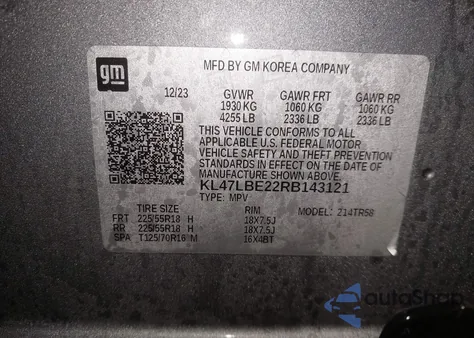 gm
MFD BY GM KOREA COMPANY
12/23 GVWR GAWR FRT GAWR RR
1930 KG 1060 KG 1060 KG
4255 LB 2336 LB 2336 LB
THIS VEHICLE CONFORMS TO ALL
APPLICABLE U.S. FEDERAL MOTOR
VEHICLE SAFETY AND THEFT PREVENTION
STANDARDS IN EFFECT ON THE DATE OF
MANUFACTURE SHOWN ABOVE.
KL47LBE22RB143121
TYPE: MPV
TIRE SIZE RIM MODEL: 214TR58
FRT 225/55R18 H 18X7.5J
RR 225/55R18 H 18X7.5J
SPA T125/70R16 M 16X4BT
autoShop